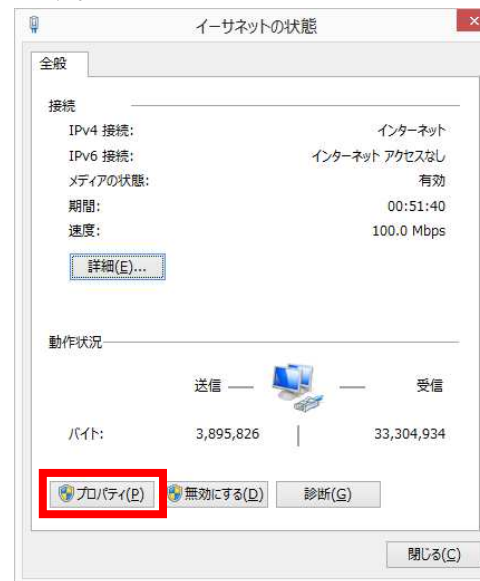 イーサネットの状態
全般
接続
IPv4 接続: インターネット
IPv6 接続: インターネット アクセスなし
メディアの状態: 有効
期間: 00:51:40
速度: 100.0 Mbps
詳細(E)...
動作状況
送信 受信
バイト: 3,895,826 33,304,934
プロパティ(P) 無効にする(D) 診断(G)
閉じる(C)